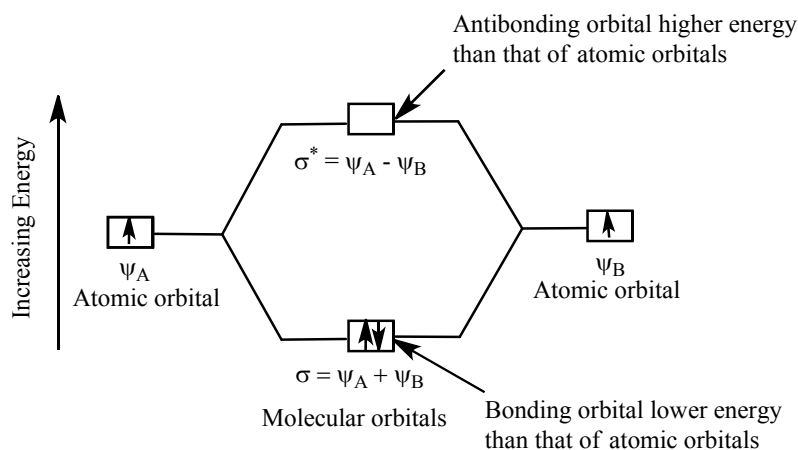 Antibonding orbital higher energy
than that of atomic orbitals
Increasing Energy
σ* = ψA - ψB
ψA
Atomic orbital
ψB
Atomic orbital
σ = ψA + ψB
Molecular orbitals
Bonding orbital lower energy
than that of atomic orbitals